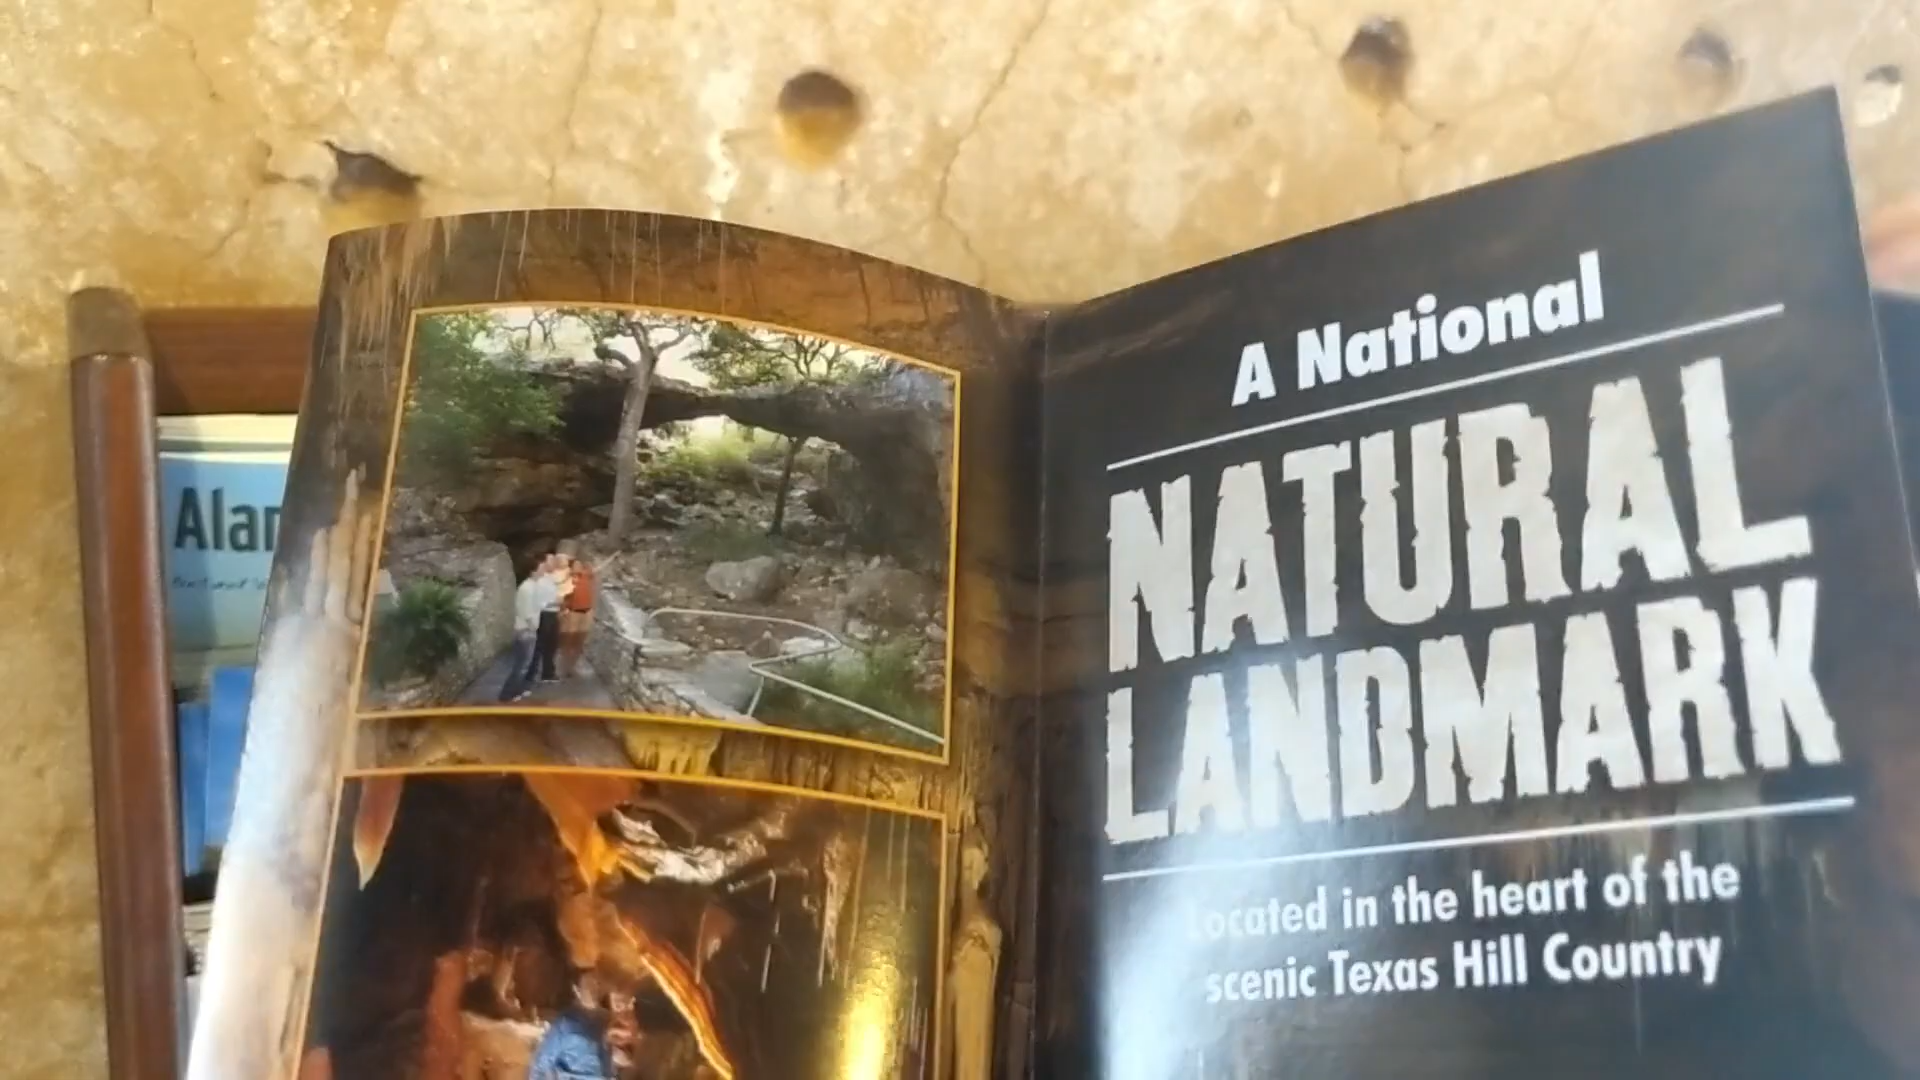 Alam
A National
NATURAL
LANDMARK
Located in the heart of the
scenic Texas Hill Country